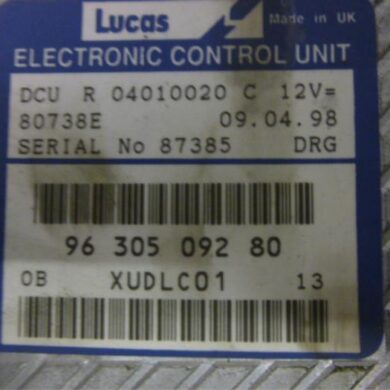 Lucas Made in UK
ELECTRONIC CONTROL UNIT
DCU R 04010020 C 12V=
80738E 09.04.98
SERIAL No 87385 DRG
96 305 092 80
OB XUDLC01 13